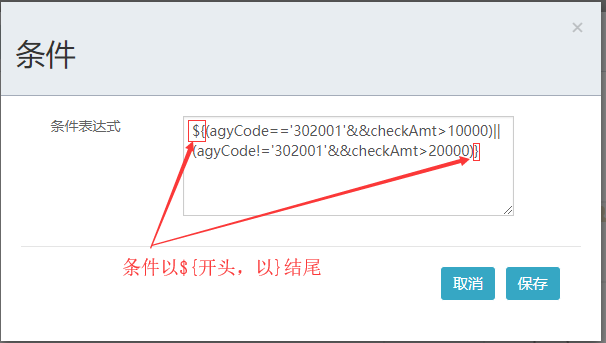 ×
条件
条件表达式
${(agyCode=='302001'&&checkAmt>10000)||
(agyCode!='302001'&&checkAmt>20000)}
条件以${开头，以}结尾
取消 保存